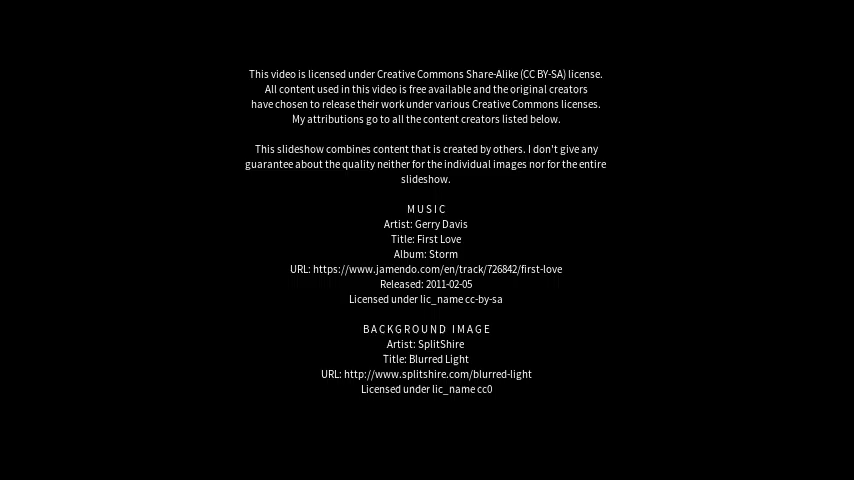 This video is licensed under Creative Commons Share-Alike (CC BY-SA) license.
All content used in this video is free available and the original creators
have chosen to release their work under various Creative Commons licenses.
My attributions go to all the content creators listed below.
This slideshow combines content that is created by others. I don't give any
guarantee about the quality neither for the individual images nor for the entire
slideshow.
MUSIC
Artist: Gerry Davis
Title: First Love
Album: Storm
URL: https://www.jamendo.com/en/track/726842/first-love
Released: 2011-02-05
Licensed under lic_name cc-by-sa
BACKGROUND IMAGE
Artist: SplitShire
Title: Blurred Light
URL: http://www.splitshire.com/blurred-light
Licensed under lic_name cc0